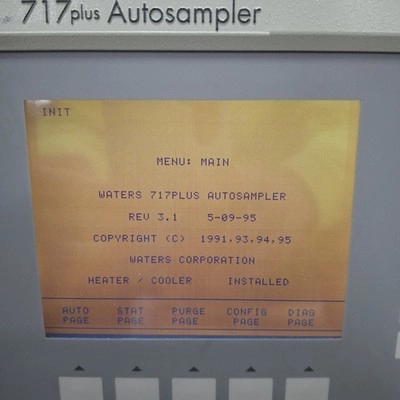 717plus Autosampler
INIT
MENU: MAIN
WATERS 717PLUS AUTOSAMPLER
REV 3.1 5-09-95
COPYRIGHT (C) 1991,93,94,95
WATERS CORPORATION
HEATER / COOLER INSTALLED
AUTO STAT PURGE CONFIG DIAG
PAGE PAGE PAGE PAGE PAGE